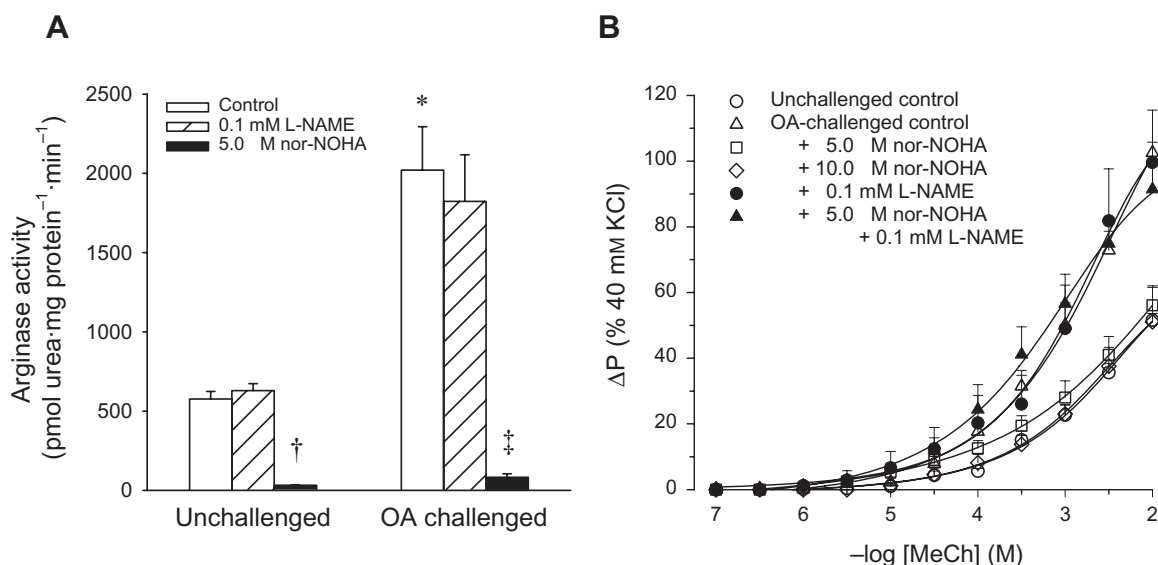 A
Arginase activity
(pmol urea·mg protein⁻¹·min⁻¹)
2500
2000
1500
1000
500
0
Control
0.1 mM L-NAME
5.0 M nor-NOHA
*
†
‡
Unchallenged
OA challenged
B
ΔP (% 40 mM KCl)
120
100
80
60
40
20
0
Unchallenged control
OA-challenged control
+ 5.0 M nor-NOHA
+ 10.0 M nor-NOHA
+ 0.1 mM L-NAME
+ 5.0 M nor-NOHA
+ 0.1 mM L-NAME
7 6 5 4 3 2
–log [MeCh] (M)